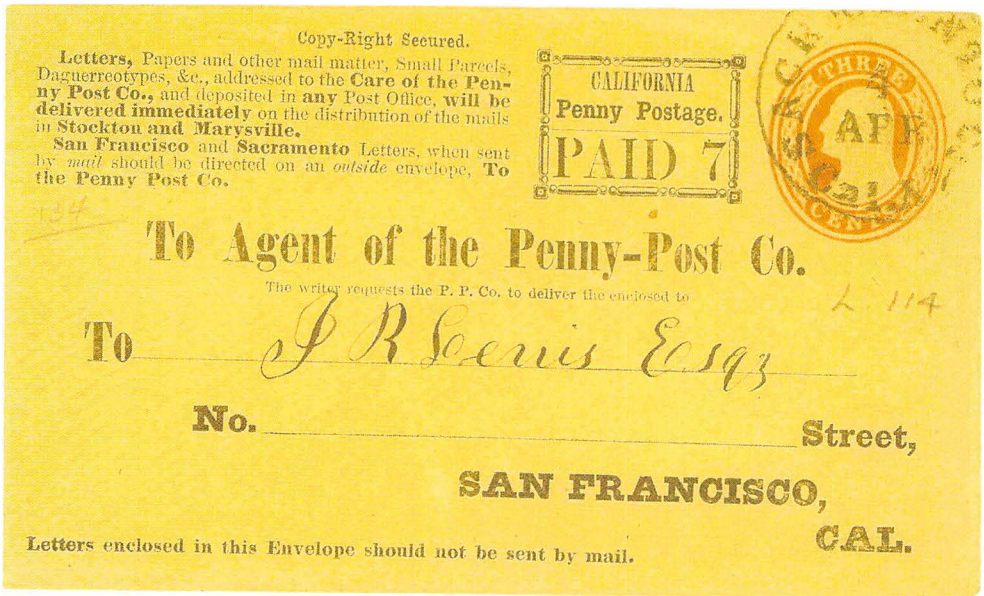 Copy-Right Secured.
Letters, Papers and other mail matter, Small Parcels,
Daguerreotypes, &c., addressed to the Care of the Pen-
ny Post Co., and deposited in any Post Office, will be
delivered immediately on the distribution of the mails
in Stockton and Marysville.
San Francisco and Sacramento Letters, when sent
by mail should be directed on an outside envelope, To
the Penny Post Co.
CALIFORNIA
Penny Postage.
PAID 7
SACRAMENTO
4
APR
Cal.
THREE
CENTS
134
To Agent of the Penny-Post Co.
The writer requests the P. P. Co. to deliver the enclosed to
L. 114
To J R Esqr
No. Street,
SAN FRANCISCO,
CAL.
Letters enclosed in this Envelope should not be sent by mail.